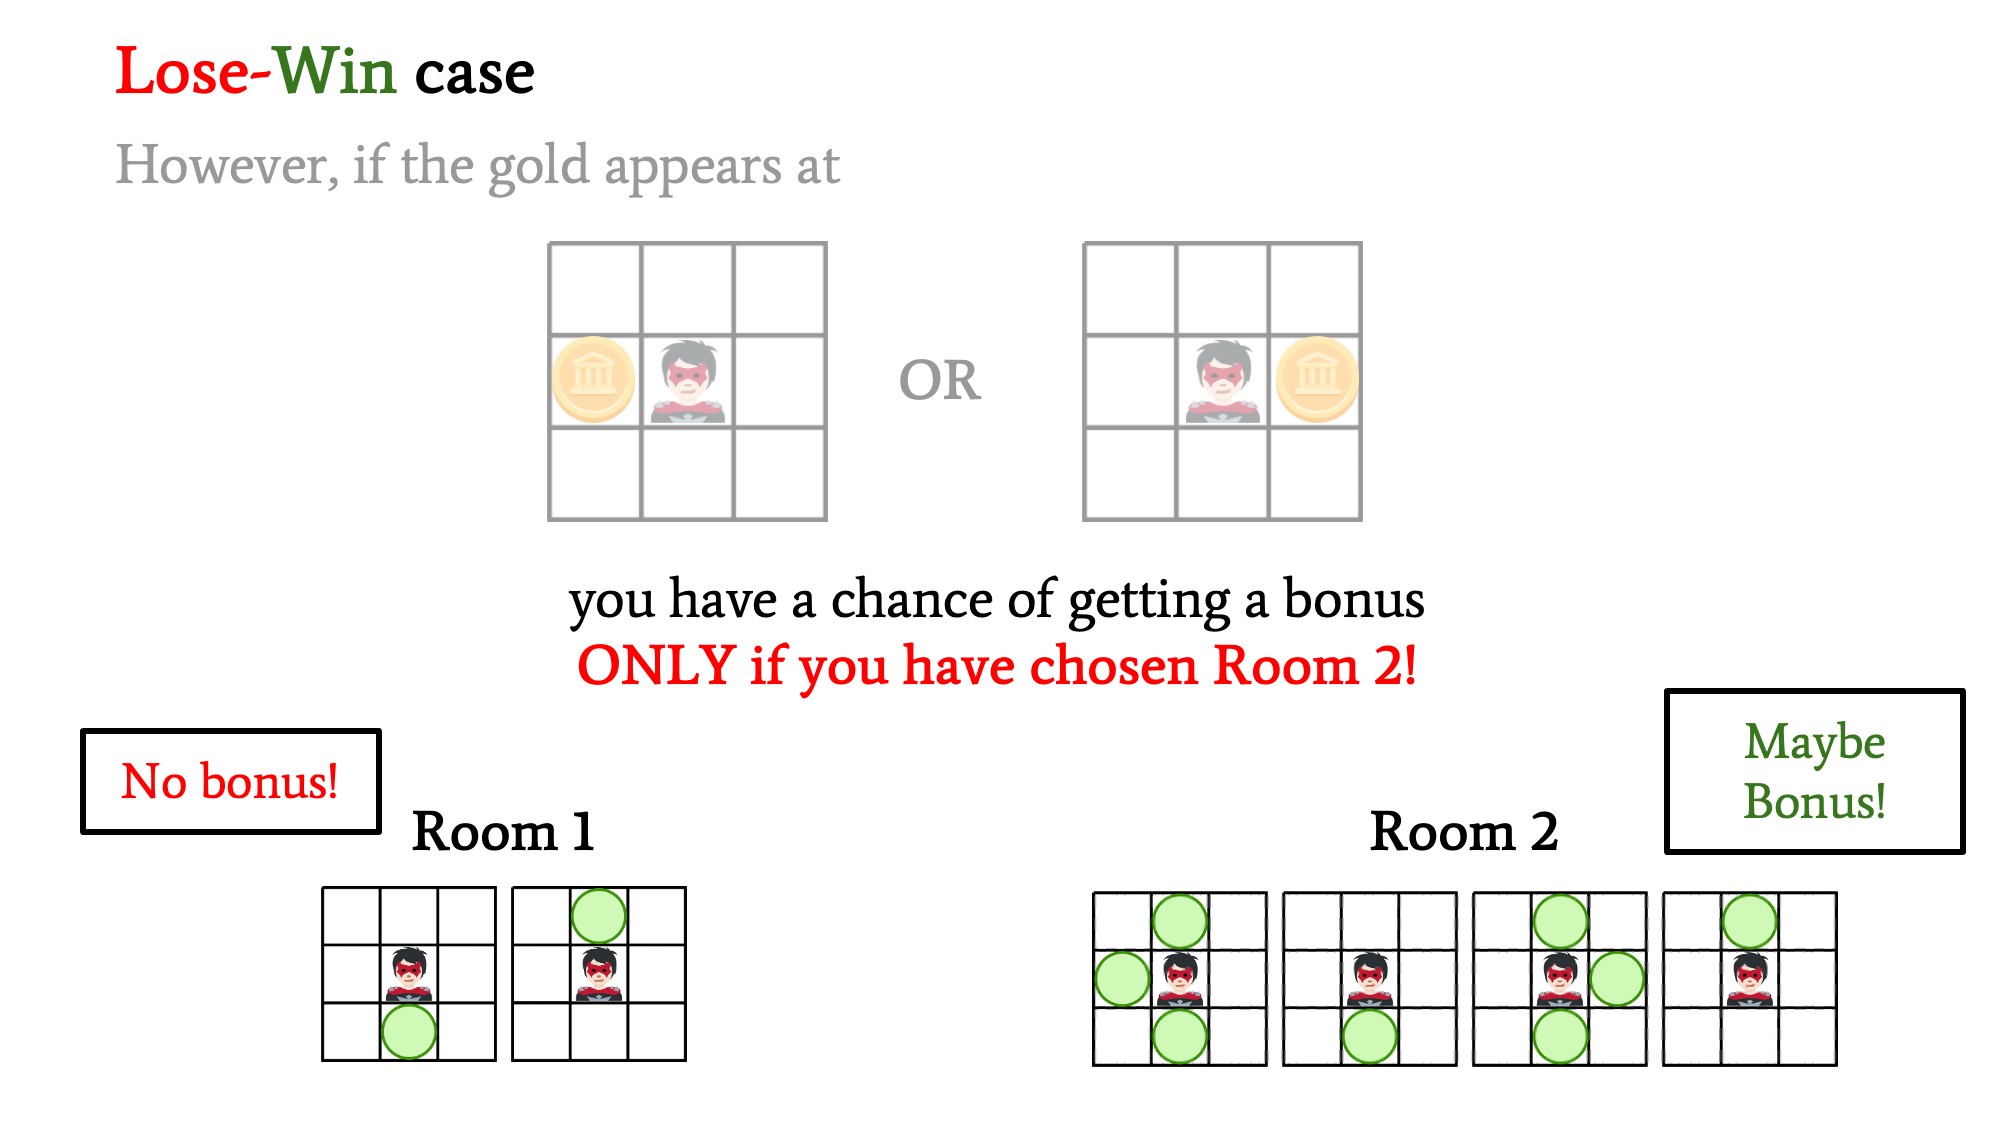 Lose-Win case
However, if the gold appears at
OR
you have a chance of getting a bonus
ONLY if you have chosen Room 2!
No bonus!
Maybe
Bonus!
Room 1
Room 2